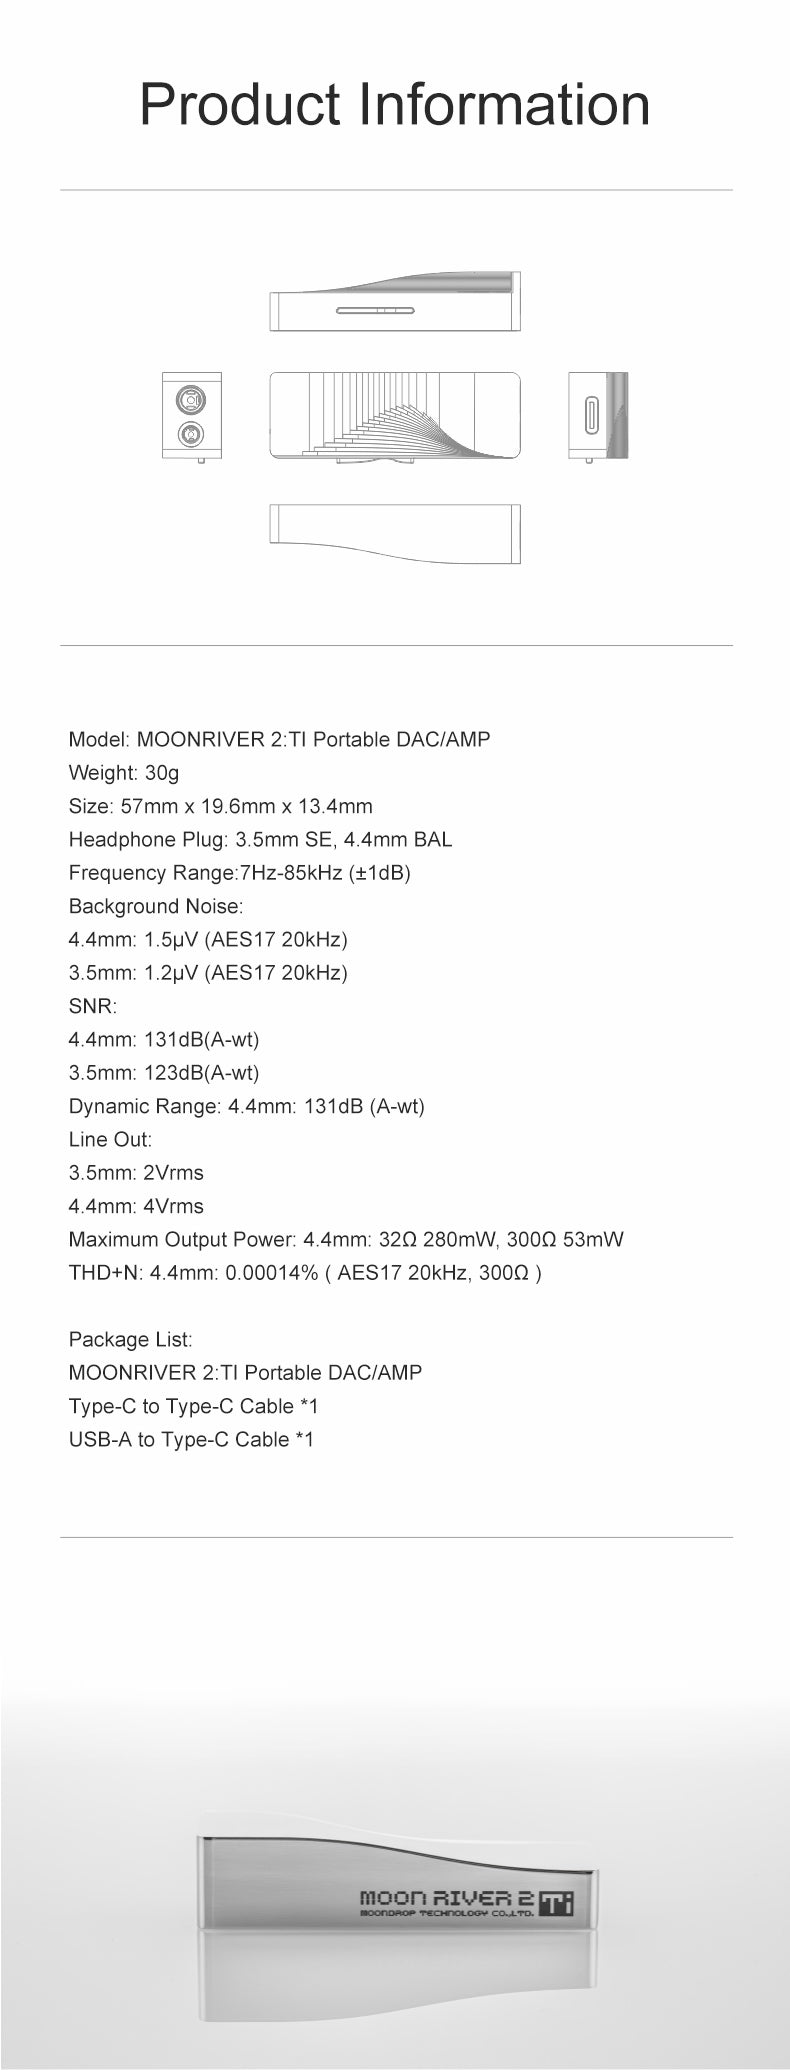 Product Information
Model: MOONRIVER 2:TI Portable DAC/AMP
Weight: 30g
Size: 57mm x 19.6mm x 13.4mm
Headphone Plug: 3.5mm SE, 4.4mm BAL
Frequency Range:7Hz-85kHz (±1dB)
Background Noise:
4.4mm: 1.5μV (AES17 20kHz)
3.5mm: 1.2μV (AES17 20kHz)
SNR:
4.4mm: 131dB(A-wt)
3.5mm: 123dB(A-wt)
Dynamic Range: 4.4mm: 131dB (A-wt)
Line Out:
3.5mm: 2Vrms
4.4mm: 4Vrms
Maximum Output Power: 4.4mm: 32Ω 280mW, 300Ω 53mW
THD+N: 4.4mm: 0.00014% ( AES17 20kHz, 300Ω )
Package List:
MOONRIVER 2:TI Portable DAC/AMP
Type-C to Type-C Cable *1
USB-A to Type-C Cable *1
MOON RIVER 2 Ti
MOONDROP TECHNOLOGY CO.,LTD.